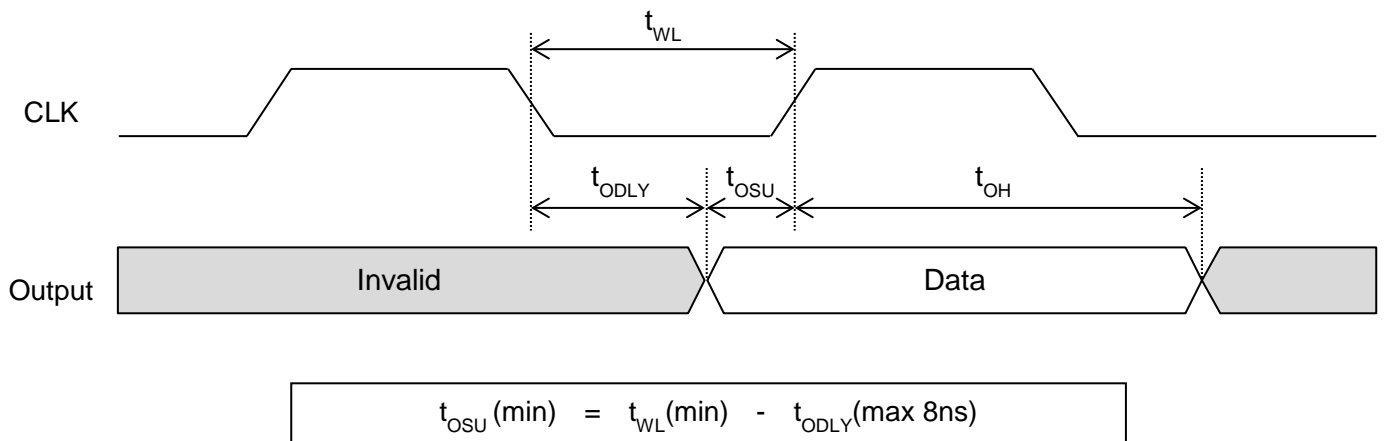 t_WL
CLK
t_ODLY t_OSU t_OH
Output Invalid Data
t_OSU (min) = t_WL(min) - t_ODLY(max 8ns)